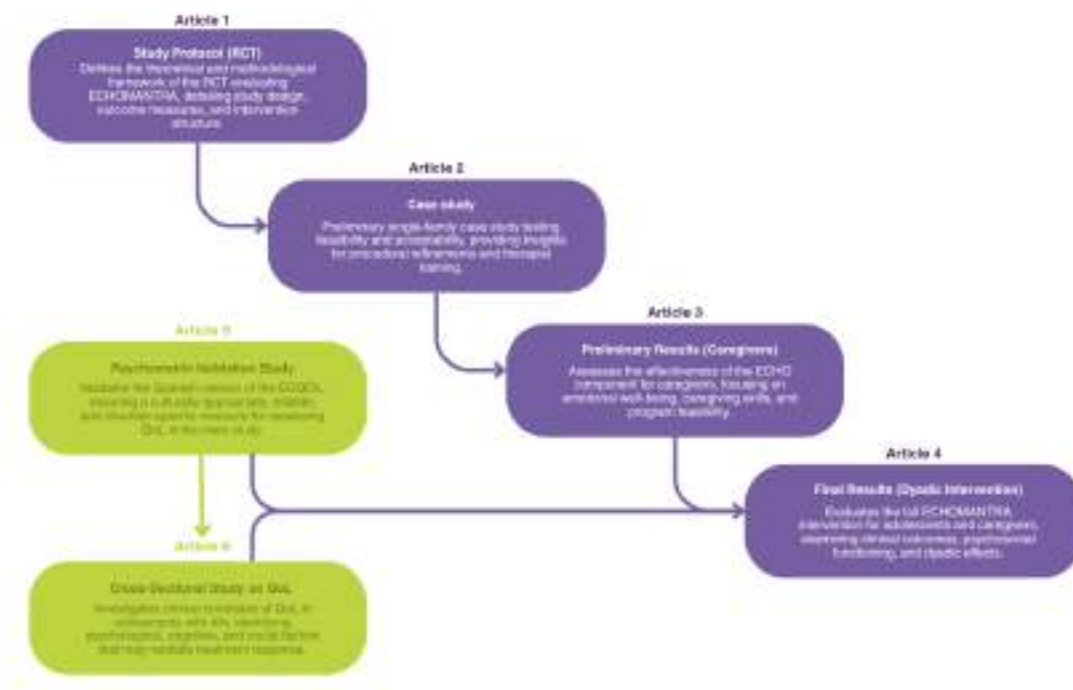 Article 1
Study Protocol (RCT)
Defines the theoretical and methodological
framework of the RCT evaluating
ECHOMANTRA, detailing study design,
outcome measures, and intervention
structure.
Article 2
Case study
Preliminary single-family case study testing
feasibility and acceptability, providing insights
for procedural refinements and therapist
training.
Article 3
Preliminary Results (Caregivers)
Assesses the effectiveness of the ECHO
component for caregivers, focusing on
emotional well-being, caregiving skills, and
program feasibility.
Article 4
Final Results (Dyadic Intervention)
Evaluates the full ECHOMANTRA
intervention for adolescents and caregivers,
examining clinical outcomes, psychosocial
functioning, and dyadic effects.
Article 5
Psychometric Validation Study
the Spanish version of the
ensuring a culturally appropriate, reliable,
and disorder-specific measure for assessing
QoL in the main study.
Article 6
Cross-Sectional Study on QoL
Investigates clinical correlates of QoL in
adolescents with AN, identifying
psychological, cognitive, and social factors
that may mediate treatment response.